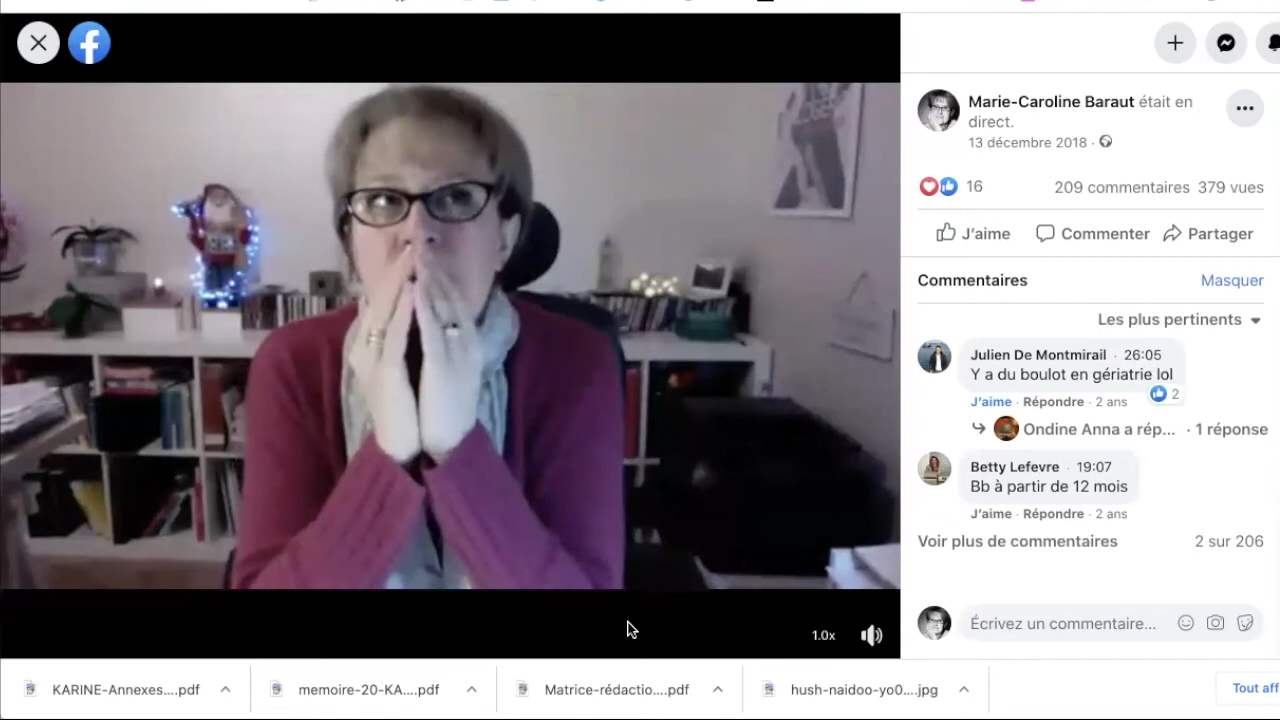 Marie-Caroline Baraut était en
direct.
13 décembre 2018 ·
16
209 commentaires 379 vues
J'aime
Commenter
Partager
Commentaires
Masquer
Les plus pertinents
Julien De Montmirail · 26:05
Y a du boulot en gériatrie lol
2
J'aime · Répondre · 2 ans
Ondine Anna a rép... · 1 réponse
Betty Lefevre · 19:07
Bb à partir de 12 mois
J'aime · Répondre · 2 ans
Voir plus de commentaires
2 sur 206
Écrivez un commentaire...
1.0x
KARINE-Annexes....pdf
memoire-20-KA....pdf
Matrice-rédactio....pdf
hush-naidoo-yo0....jpg
Tout aff